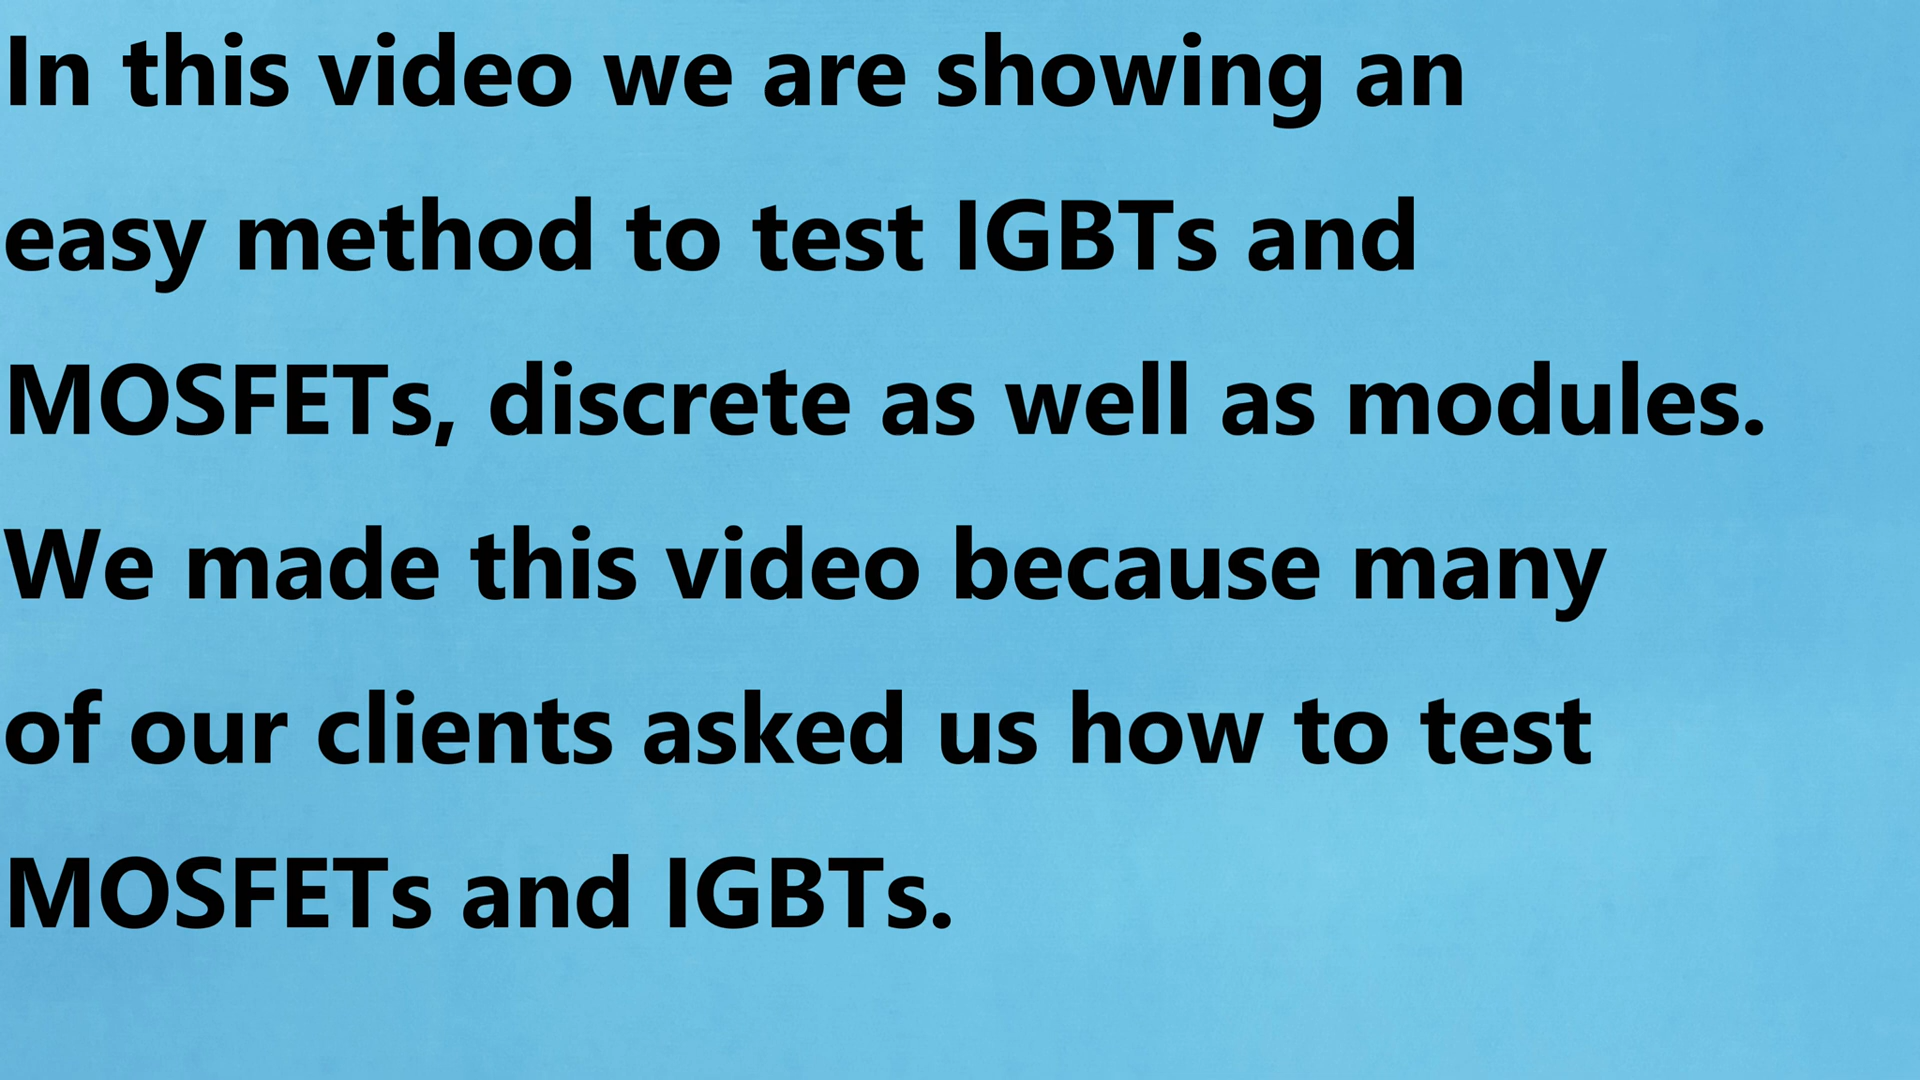 In this video we are showing an
easy method to test IGBTs and
MOSFETs, discrete as well as modules.
We made this video because many
of our clients asked us how to test
MOSFETs and IGBTs.